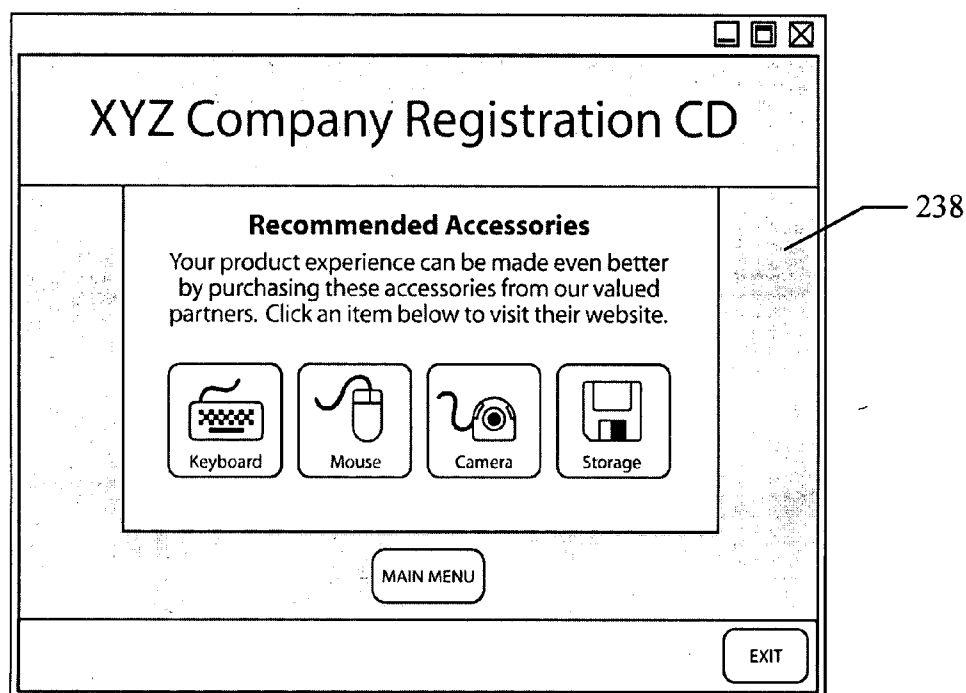 XYZ Company Registration CD
238
Recommended Accessories
Your product experience can be made even better
by purchasing these accessories from our valued
partners. Click an item below to visit their website.
Keyboard Mouse Camera Storage
MAIN MENU
EXIT